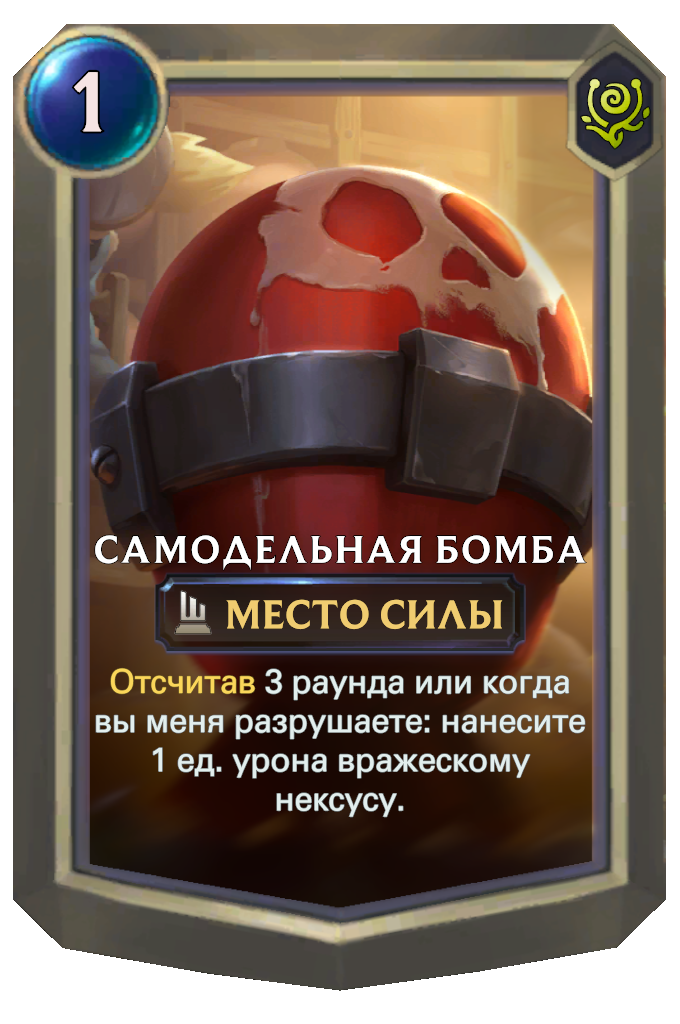 1
САМОДЕЛЬНАЯ БОМБА
МЕСТО СИЛЫ
Отсчитав 3 раунда или когда
вы меня разрушаете: нанесите
1 ед. урона вражескому
нексусу.